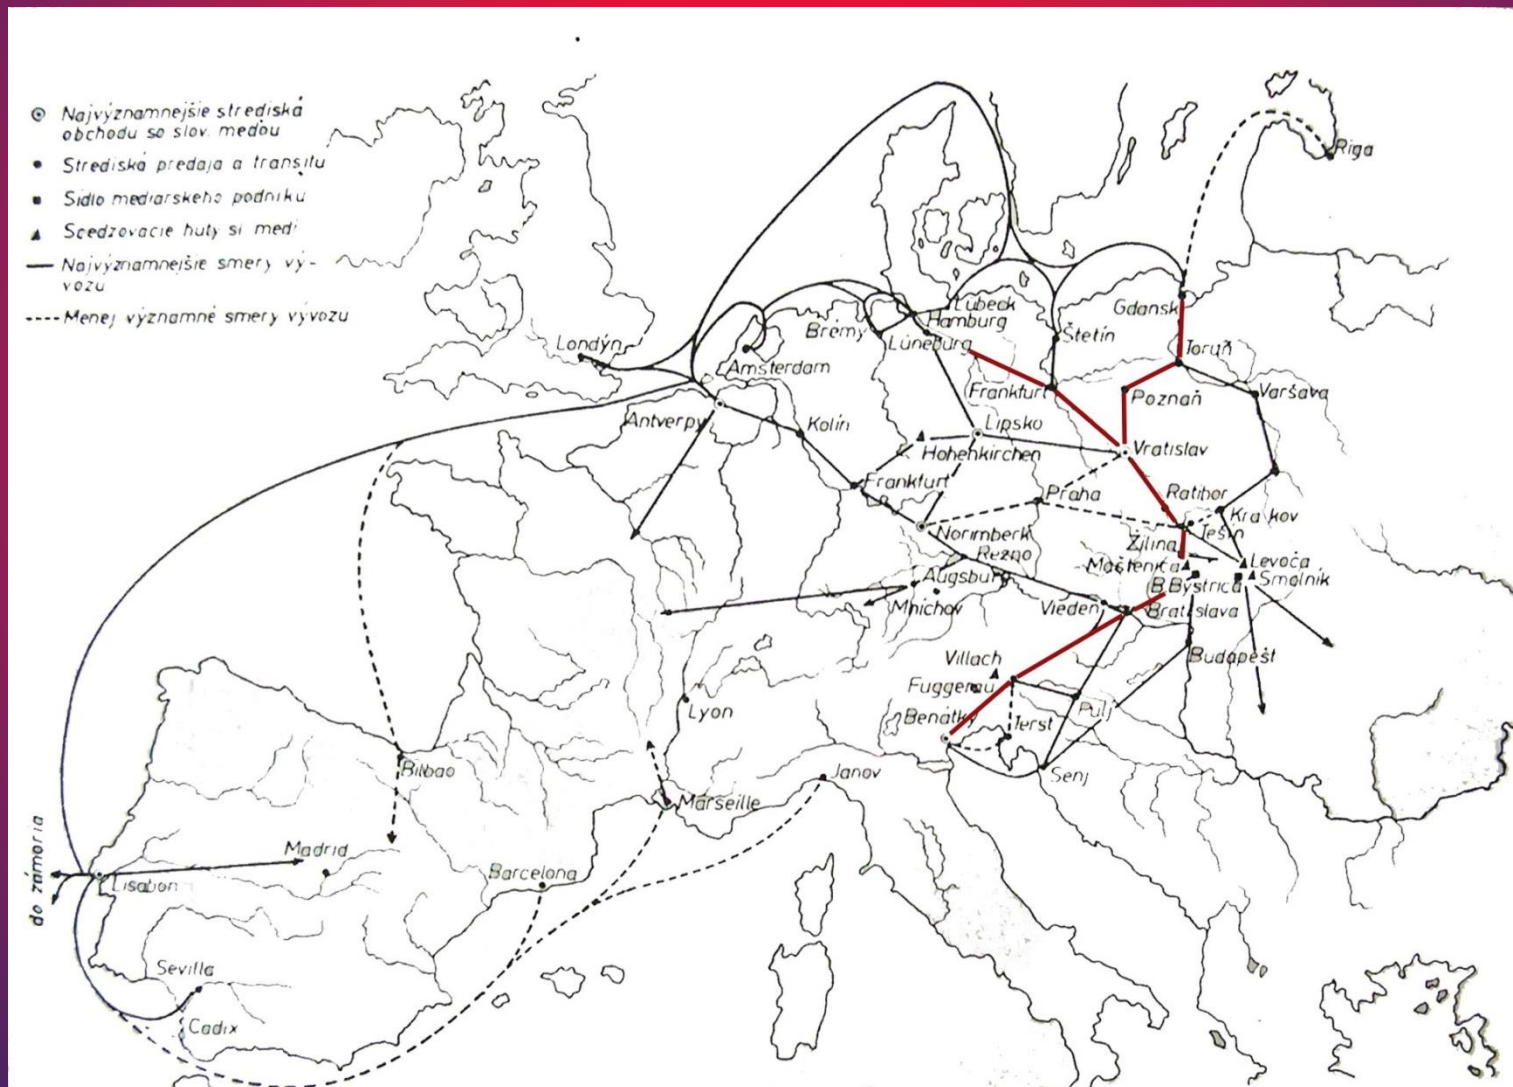 Najvýznamnejšie strediská
obchodu so slov. meďou
Strediská predaja a transitu
Sídlo mediarskeho podniku
Scedzovacie huty si medi
Najvýznamnejšie smery vý-
vozu
Menej významné smery vývozu
Riga
Gdansk
Lübeck
Hamburg
Brémy
Lüneburg
Štetín
Toruň
Londýn
Amsterdam
Frankfurt
Poznaň
Varšava
Antverpy
Kolín
Lipsko
Hohenkirchen
Vratislav
Frankfurt
Praha
Ratibor
Krakov
Tešín
Norimberk
Žilina
Rezno
Moštenica
Levoča
Augsburg
B. Bystrica
Smolník
Mníchov
Viedeň
Bratislava
Budapešt
Villach
Fuggerau
Lyon
Benátky
Terst
Pulj
Bilbao
Janov
Senj
Marseille
Madrid
Barcelona
Lisabon
do zámoria
Sevilla
Cadix